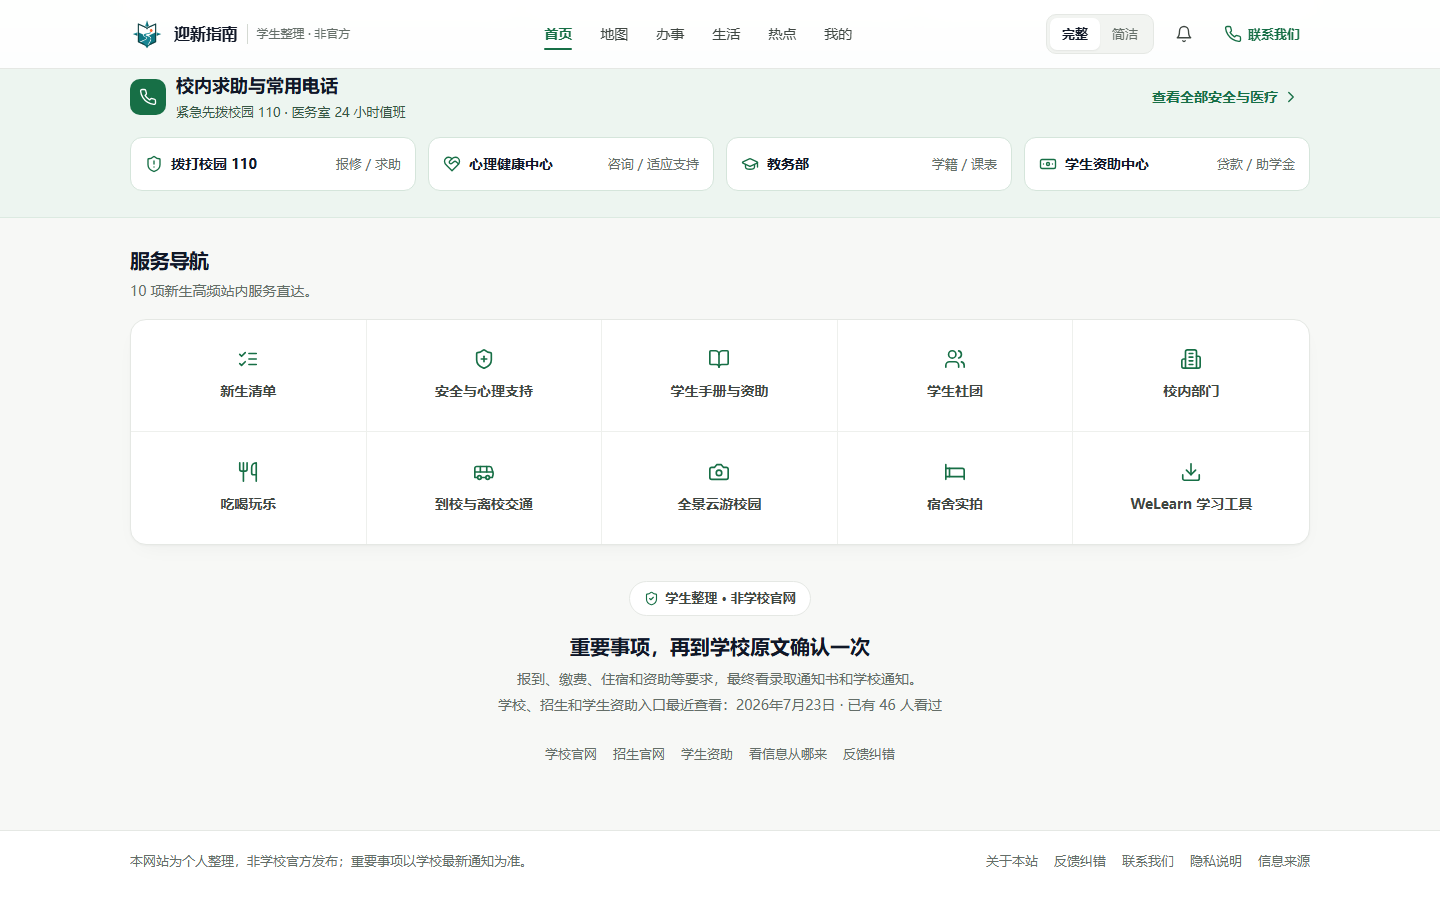 迎新指南 学生整理 · 非官方 首页 地图 办事 生活 热点 我的 完整 简洁 联系我们
校内求助与常用电话
紧急先拨校园 110 · 医务室 24 小时值班
查看全部安全与医疗
拨打校园 110 报修 / 求助 心理健康中心 咨询 / 适应支持 教务部 学籍 / 课表 学生资助中心 贷款 / 助学金
服务导航
10 项新生高频站内服务直达。
新生清单 安全与心理支持 学生手册与资助 学生社团 校内部门
吃喝玩乐 到校与离校交通 全景云游校园 宿舍实拍 WeLearn 学习工具
学生整理 • 非学校官网
重要事项，再到学校原文确认一次
报到、缴费、住宿和资助等要求，最终看录取通知书和学校通知。
学校、招生和学生资助入口最近查看：2026年7月23日 · 已有 46 人看过
学校官网 招生官网 学生资助 看信息从哪来 反馈纠错
本网站为个人整理，非学校官方发布；重要事项以学校最新通知为准。 关于本站 反馈纠错 联系我们 隐私说明 信息来源